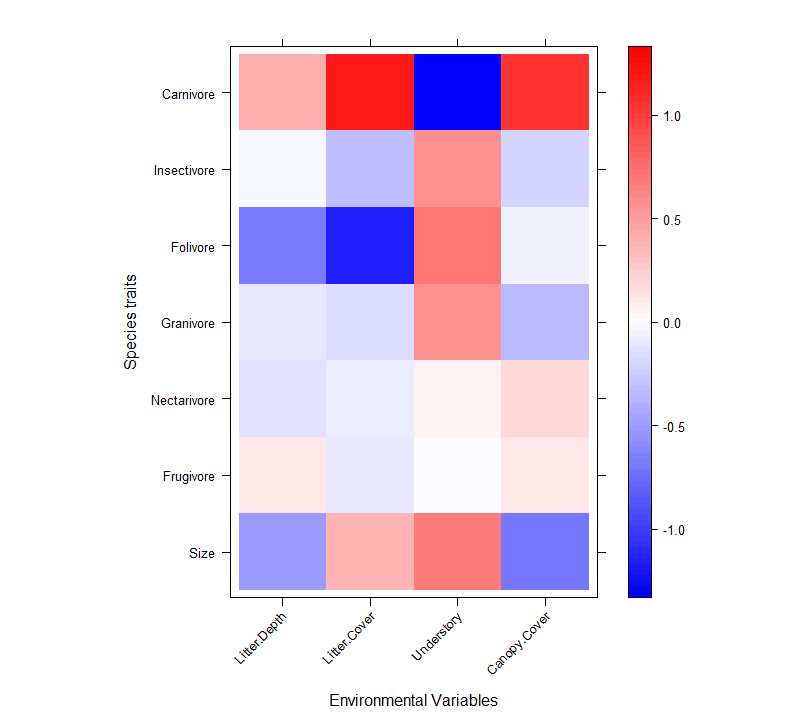 Carnivore
Insectivore
Folivore
Granivore
Nectarivore
Frugivore
Size
Species traits
Litter.Depth
Litter.Cover
Understory
Canopy.Cover
Environmental Variables
1.0
0.5
0.0
-0.5
-1.0